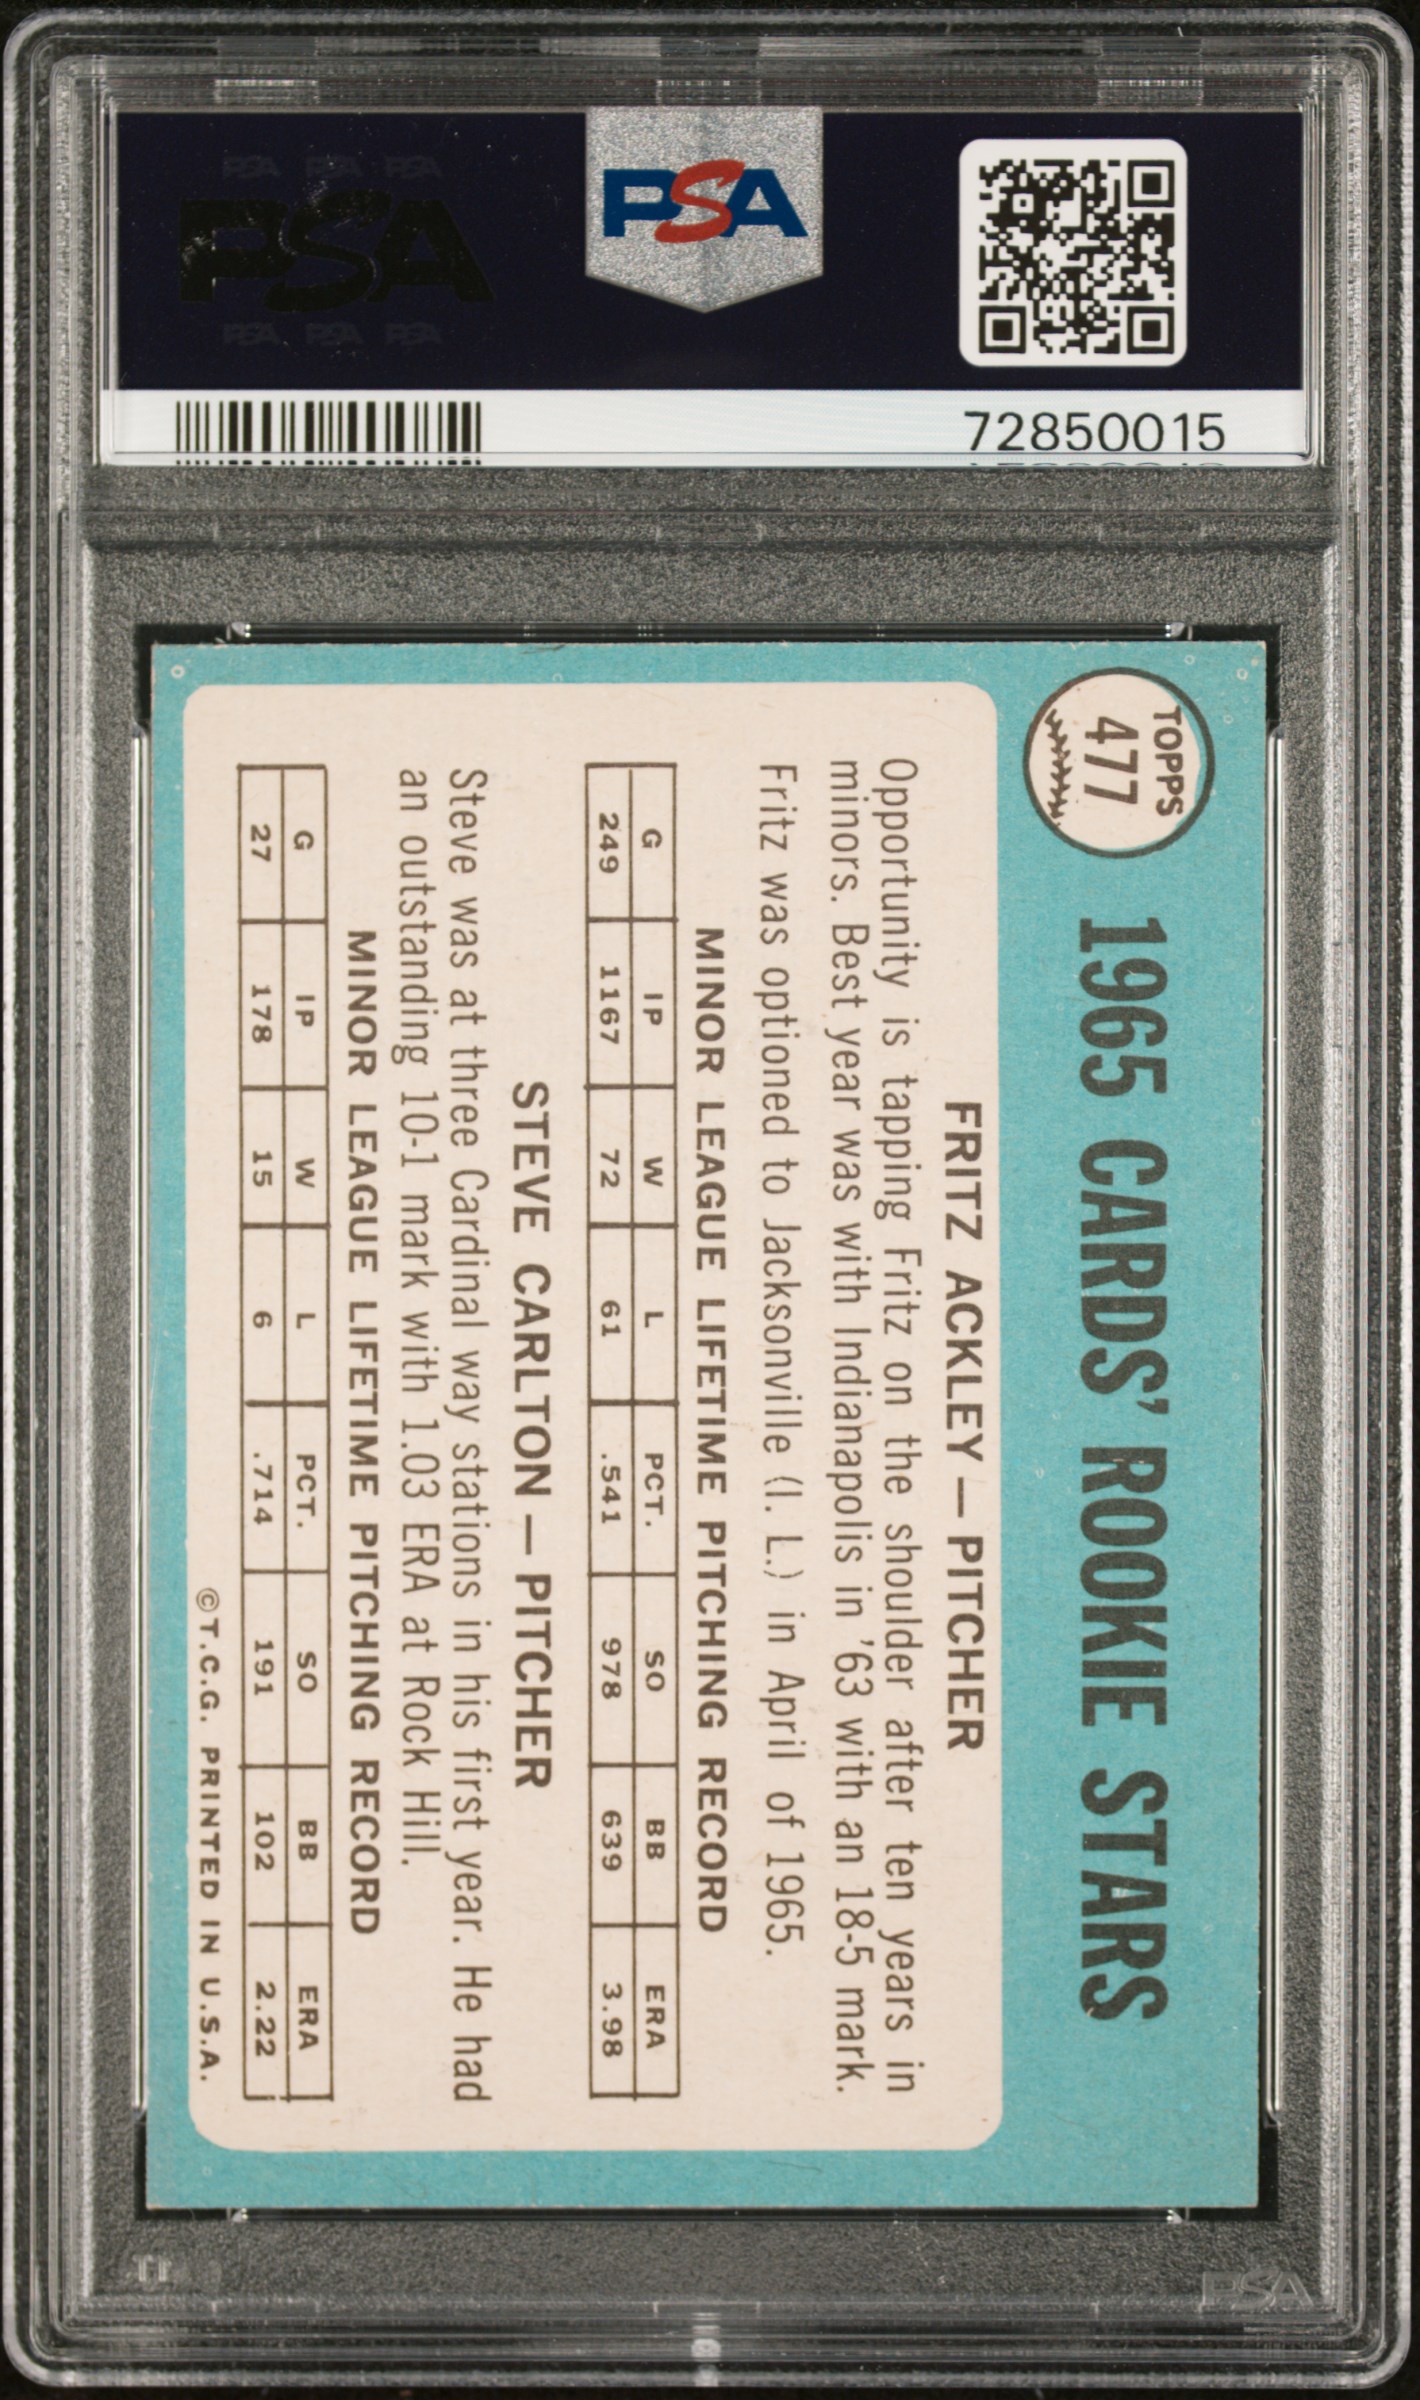 PSA PSA PSA
PSA
PSA PSA PSA
PSA
72850015
TOPPS
477
1965 CARDS' ROOKIE STARS
FRITZ ACKLEY — PITCHER
Opportunity is tapping Fritz on the shoulder after ten years in
minors. Best year was with Indianapolis in '63 with an 18-5 mark.
Fritz was optioned to Jacksonville (I. L.) in April of 1965.
MINOR LEAGUE LIFETIME PITCHING RECORD
G IP W L PCT. SO BB ERA
249 1167 72 61 .541 978 639 3.98
STEVE CARLTON — PITCHER
Steve was at three Cardinal way stations in his first year. He had
an outstanding 10-1 mark with 1.03 ERA at Rock Hill.
MINOR LEAGUE LIFETIME PITCHING RECORD
G IP W L PCT. SO BB ERA
27 178 15 6 .714 191 102 2.22
©T.C.G. PRINTED IN U.S.A.
PSA